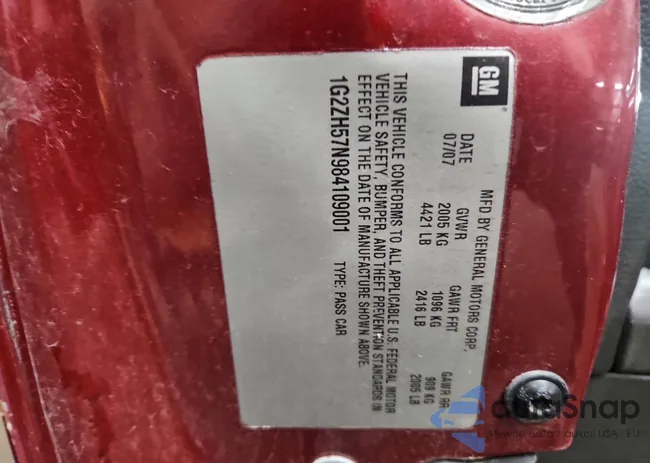 GM
MFD BY GENERAL MOTORS CORP.
DATE GVWR GAWR FRT GAWR RR
07/07 2005 KG 1096 KG 909 KG
4421 LB 2416 LB 2005 LB
THIS VEHICLE CONFORMS TO ALL APPLICABLE U.S. FEDERAL MOTOR
VEHICLE SAFETY, BUMPER, AND THEFT PREVENTION STANDARDS IN
EFFECT ON THE DATE OF MANUFACTURE SHOWN ABOVE.
1G2ZH57N984109001 TYPE: PASS CAR